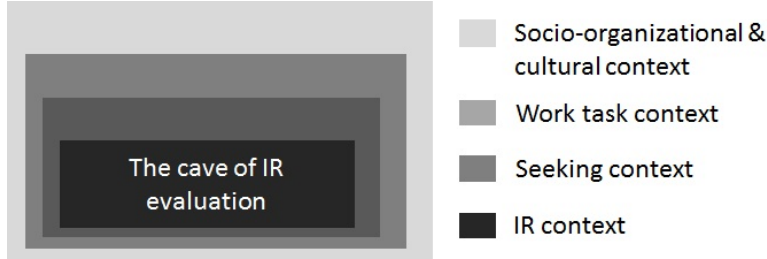 The cave of IR
evaluation
Socio-organizational &
cultural context
Work task context
Seeking context
IR context